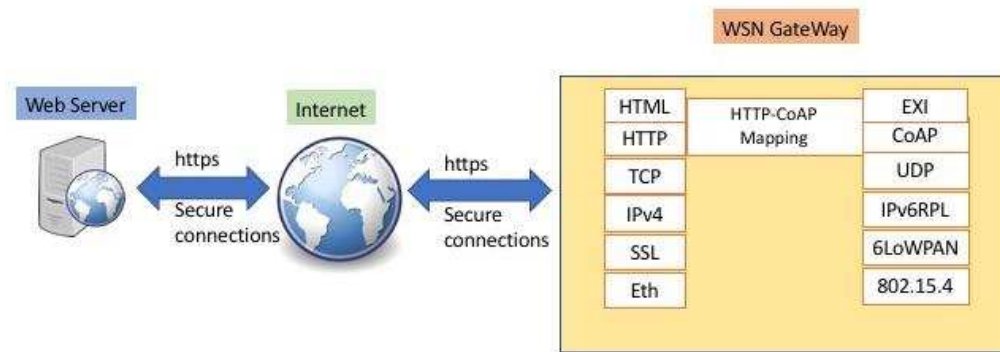 WSN GateWay
Web Server
Internet
https
Secure
connections
https
Secure
connections
HTML
HTTP
TCP
IPv4
SSL
Eth
HTTP-CoAP
Mapping
EXI
CoAP
UDP
IPv6RPL
6LoWPAN
802.15.4